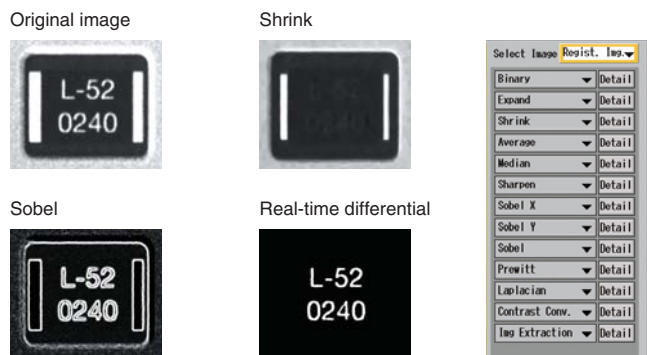 Original image
Shrink
L-52
0240
Sobel
Real-time differential
L-52
0240
L-52
0240
Select Image Regist. Img.
Binary Detail
Expand Detail
Shrink Detail
Average Detail
Median Detail
Sharpen Detail
Sobel X Detail
Sobel Y Detail
Sobel Detail
Prewitt Detail
Laplacian Detail
Contrast Conv. Detail
Img Extraction Detail